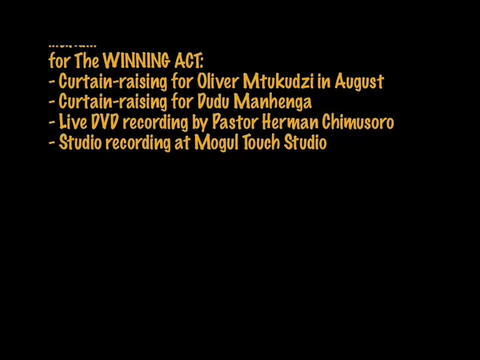 for The WINNING ACT:
- Curtain-raising for Oliver Mtukudzi in August
- Curtain-raising for Dudu Manhenga
- Live DVD recording by Pastor Herman Chimusoro
- Studio recording at Mogul Touch Studio